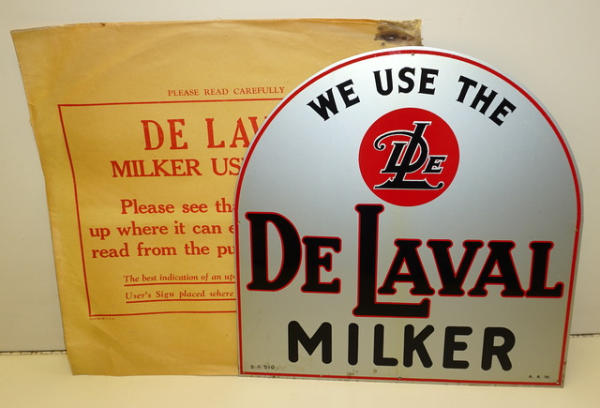 PLEASE READ CAREFULLY
DE LAV
MILKER US
Please see tha
up where it can e
read from the pu
The best indication of an up
User's Sign placed where
WE USE THE
DL
DE LAVAL
MILKER